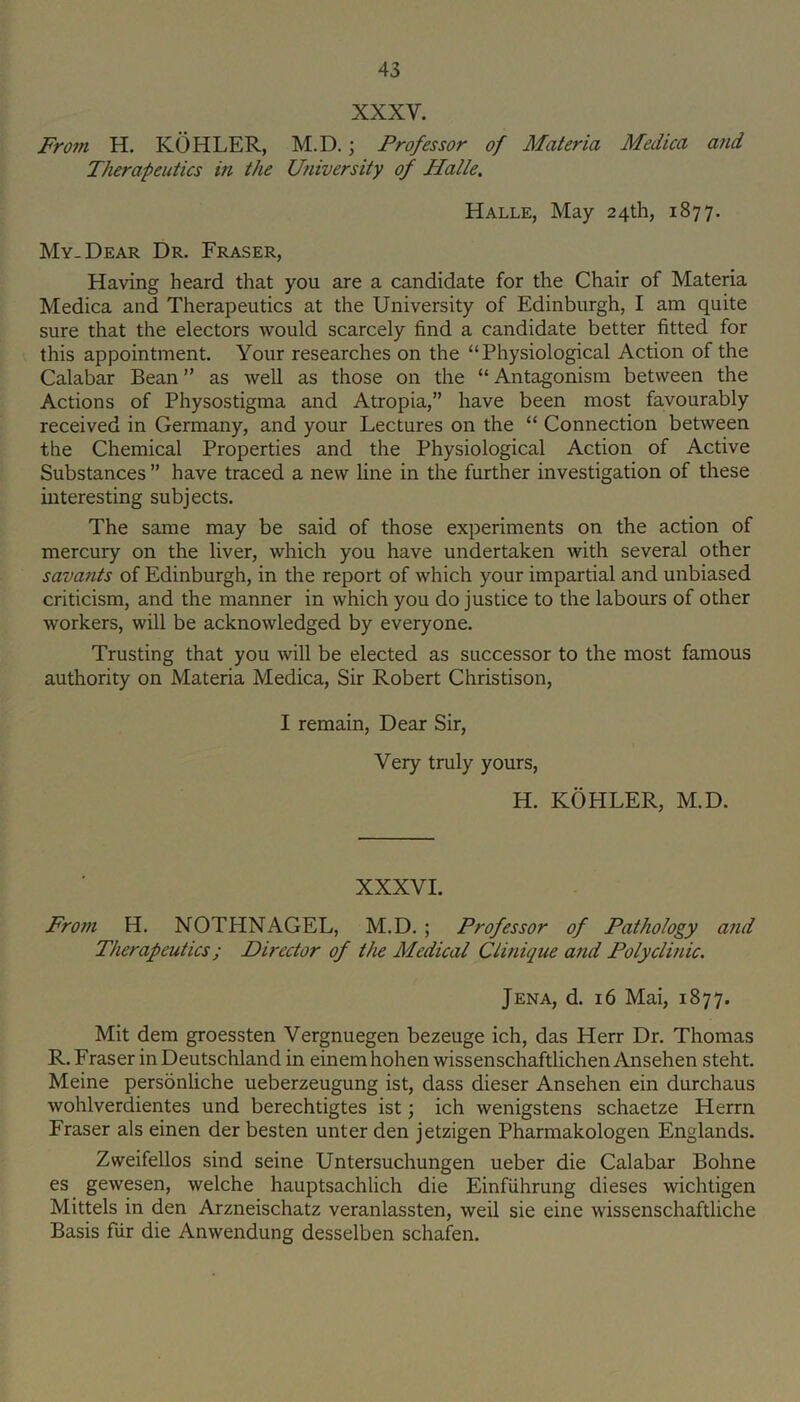 43
XXXV.
From H. KÖHLER, M.D.; Professor of Materia Medica and
Therapeutics in the University of Halle.
Halle, May 24th, 1877.
My-Dear Dr. Fraser,
Having heard that you are a candidate for the Chair of Materia
Medica and Therapeutics at the University of Edinburgh, I am quite
sure that the electors would scarcely find a candidate better fitted for
this appointment. Your researches on the “Physiological Action of the
Calabar Bean” as well as those on the “Antagonism between the
Actions of Physostigma and Atropia,” have been most favourably
received in Germany, and your Lectures on the “Connection between
the Chemical Properties and the Physiological Action of Active
Substances” have traced a new line in the further investigation of these
interesting subjects.
The same may be said of those experiments on the action of
mercury on the liver, which you have undertaken with several other
savants of Edinburgh, in the report of which your impartial and unbiased
criticism, and the manner in which you do justice to the labours of other
workers, will be acknowledged by everyone.
Trusting that you will be elected as successor to the most famous
authority on Materia Medica, Sir Robert Christison,
I remain, Dear Sir,
Very truly yours,
H. KÖHLER, M.D.
XXXVI.
From H. NOTHNAGEL, M.D.; Professor of Pathology and
Therapeutics; Director of the Medical Clinique and Polyclinic.
Jena, d. 16 Mai, 1877.
Mit dem groessten Vergnuegen bezeuge ich, das Herr Dr. Thomas
R. Fraser in Deutschland in einem hohen wissenschaftlichen Ansehen steht.
Meine persönliche ueberzeugung ist, dass dieser Ansehen ein durchaus
wohlverdientes und berechtigtes ist; ich wenigstens schaetze Herrn
Fraser als einen der besten unter den jetzigen Pharmakologen Englands.
Zweifellos sind seine Untersuchungen ueber die Calabar Bohne
es gewesen, welche hauptsachlich die Einführung dieses wichtigen
Mittels in den Arzneischatz veranlassten, weil sie eine wissenschaftliche
Basis für die Anwendung desselben schafen.